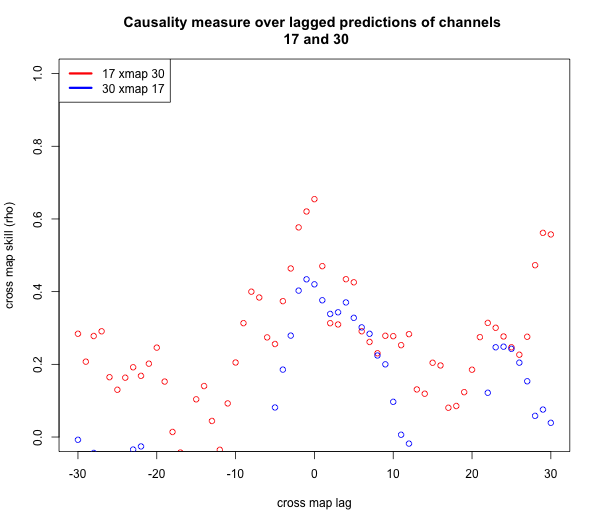 Causality measure over lagged predictions of channels
17 and 30
17 xmap 30
30 xmap 17
cross map skill (rho)
1.0
0.8
0.6
0.4
0.2
0.0
-30 -20 -10 0 10 20 30
cross map lag